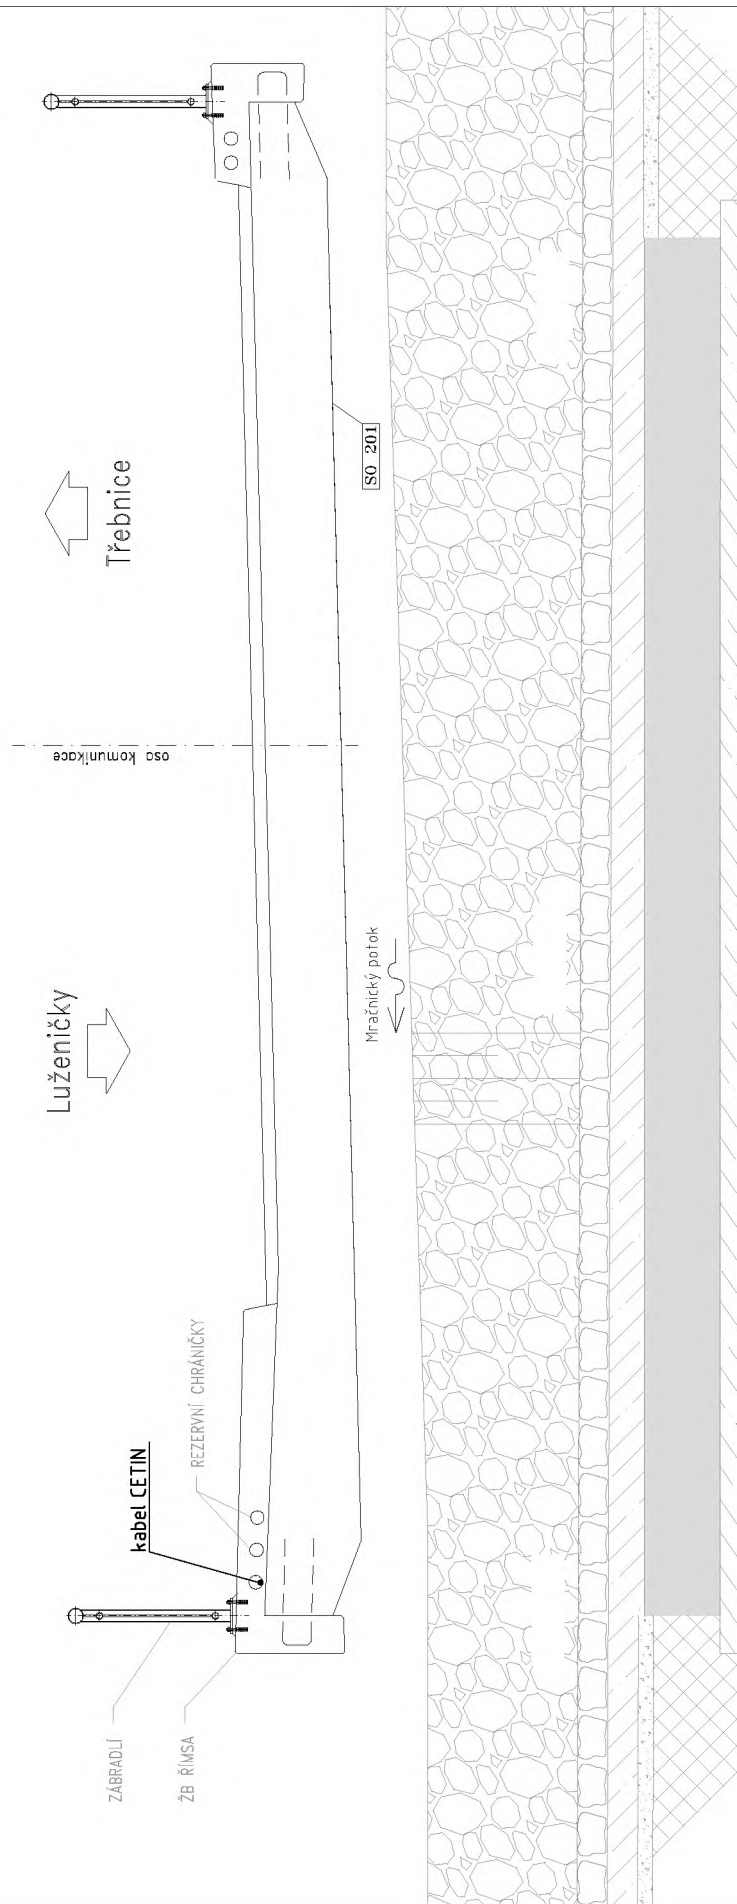 Třebnice
SO 201
osa komunikace
Luženičky
Mračnický potok
REZERVNÍ CHRÁNIČKY
kabel CETIN
ZÁBRADLÍ
ŽB ŘÍMSA